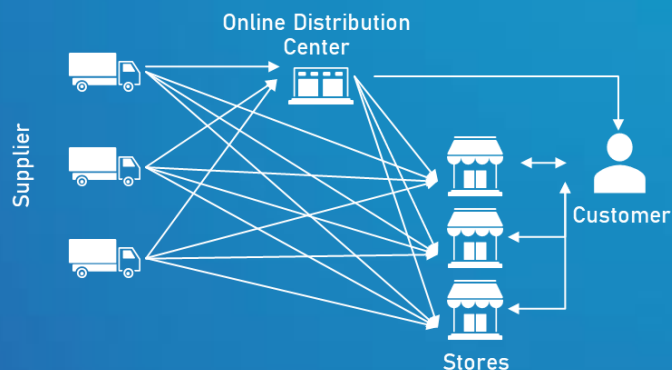 Online Distribution
Center
Supplier
Customer
Stores